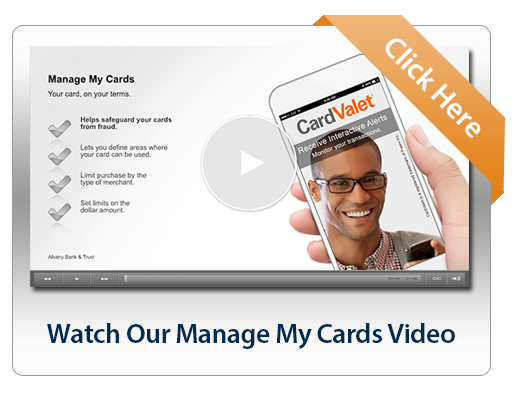 Click Here
Manage My Cards
Your card, on your terms.
Helps safeguard your cards
from fraud.
Lets you define areas where
your card can be used.
Limit purchase by the
type of merchant.
Set limits on the
dollar amount.
Albany Bank & Trust
CardValet
Receive Interactive Alerts
Monitor your transactions.
CC
Watch Our Manage My Cards Video